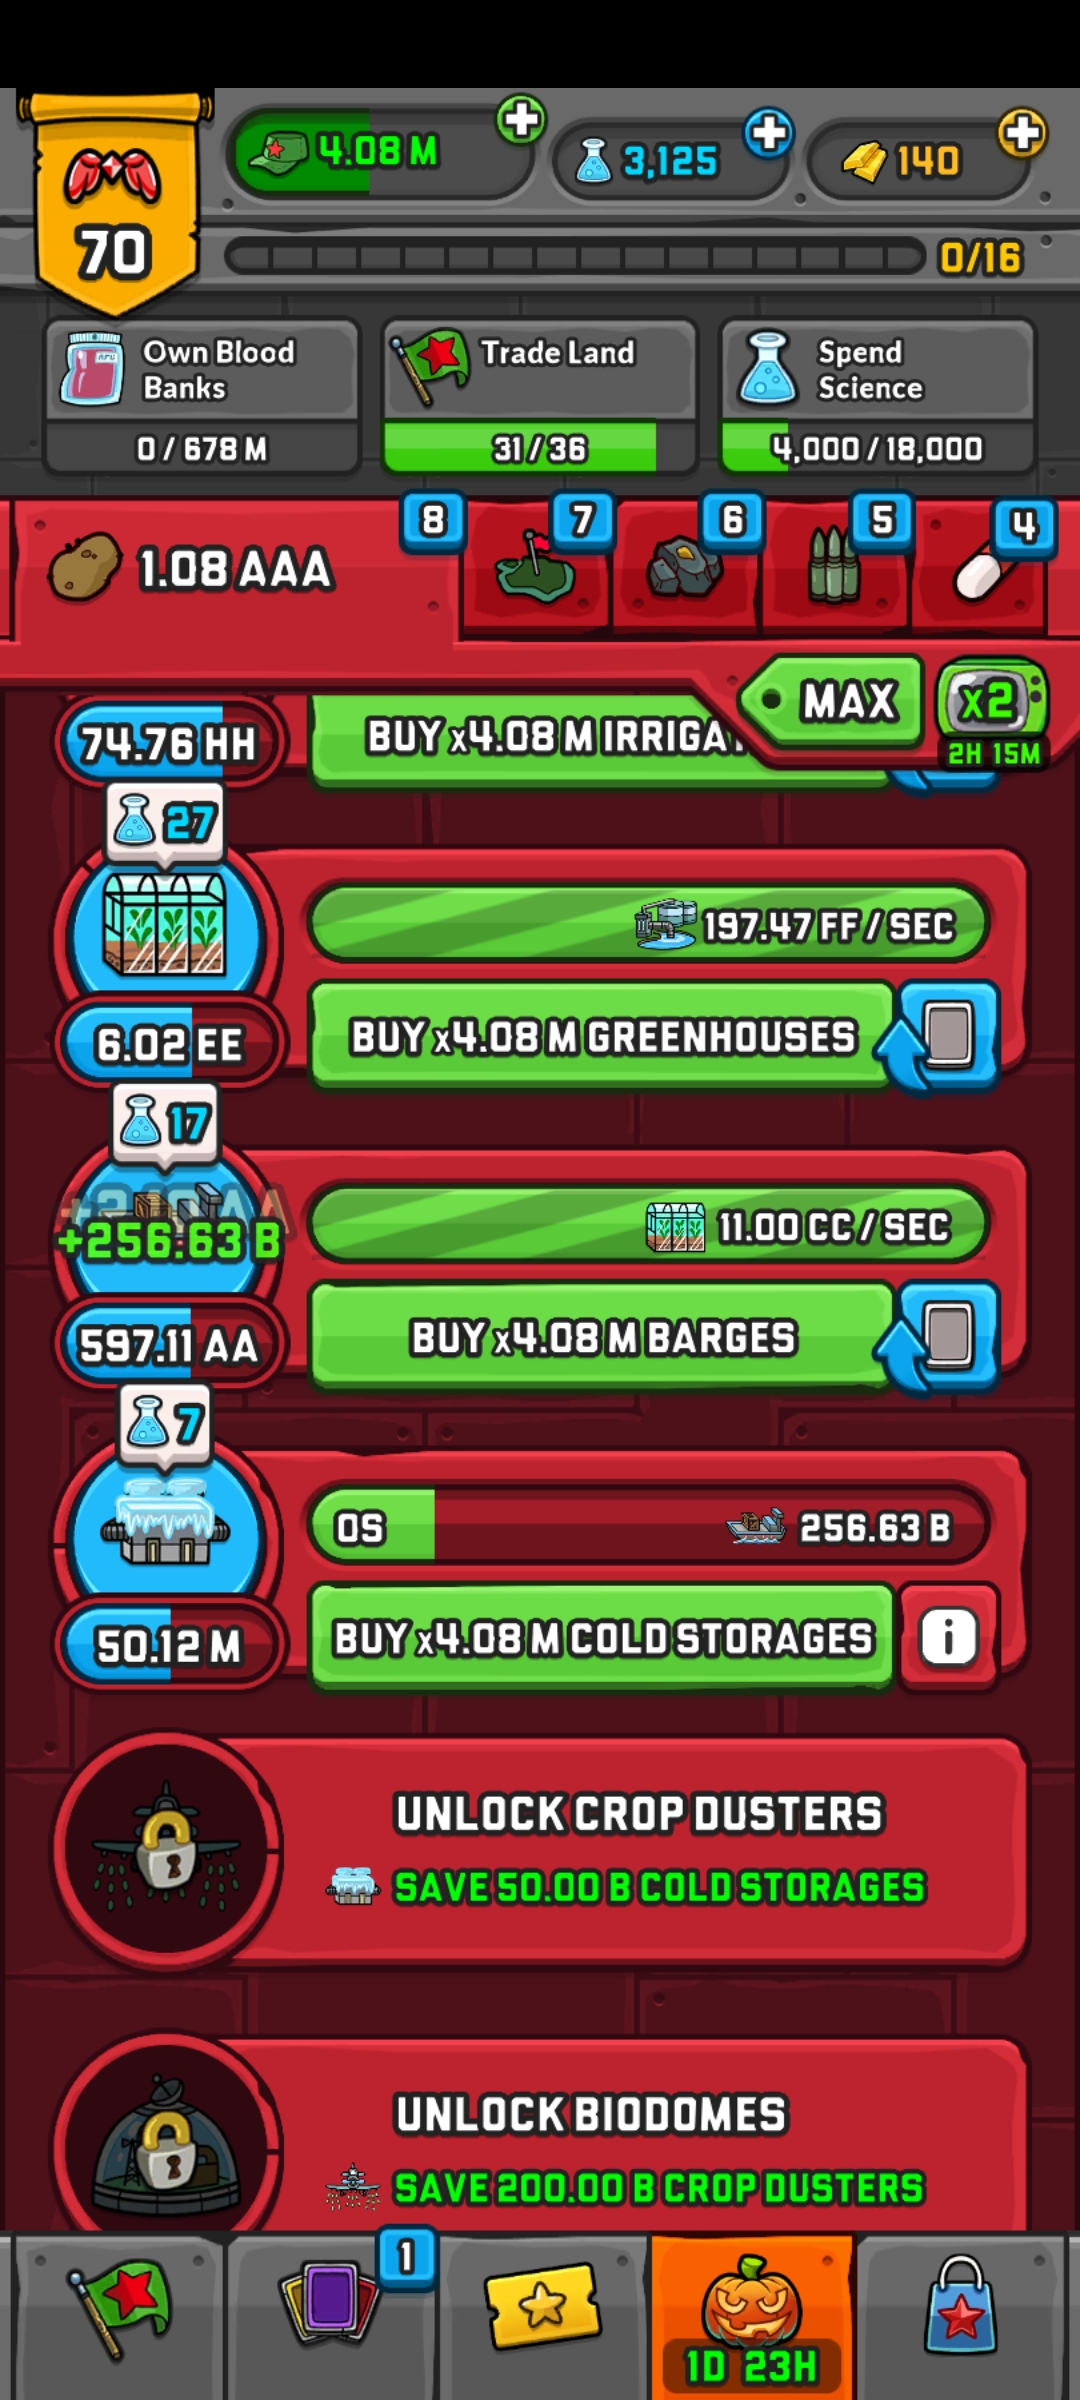 4.08 M
3,125
140
70
0/16
Own Blood
Banks
0 / 678 M
Trade Land
31 / 36
Spend
Science
4,000 / 18,000
1.08 AAA
8
7
6
5
4
MAX
x2
2H 15M
74.76 HH
BUY x4.08 M IRRIGA
27
197.47 FF / SEC
6.02 EE
BUY x4.08 M GREENHOUSES
17
+256.63 B
11.00 CC / SEC
597.11 AA
BUY x4.08 M BARGES
7
0S
256.63 B
50.12 M
BUY x4.08 M COLD STORAGES
i
UNLOCK CROP DUSTERS
SAVE 50.00 B COLD STORAGES
UNLOCK BIODOMES
SAVE 200.00 B CROP DUSTERS
1
1D 23H